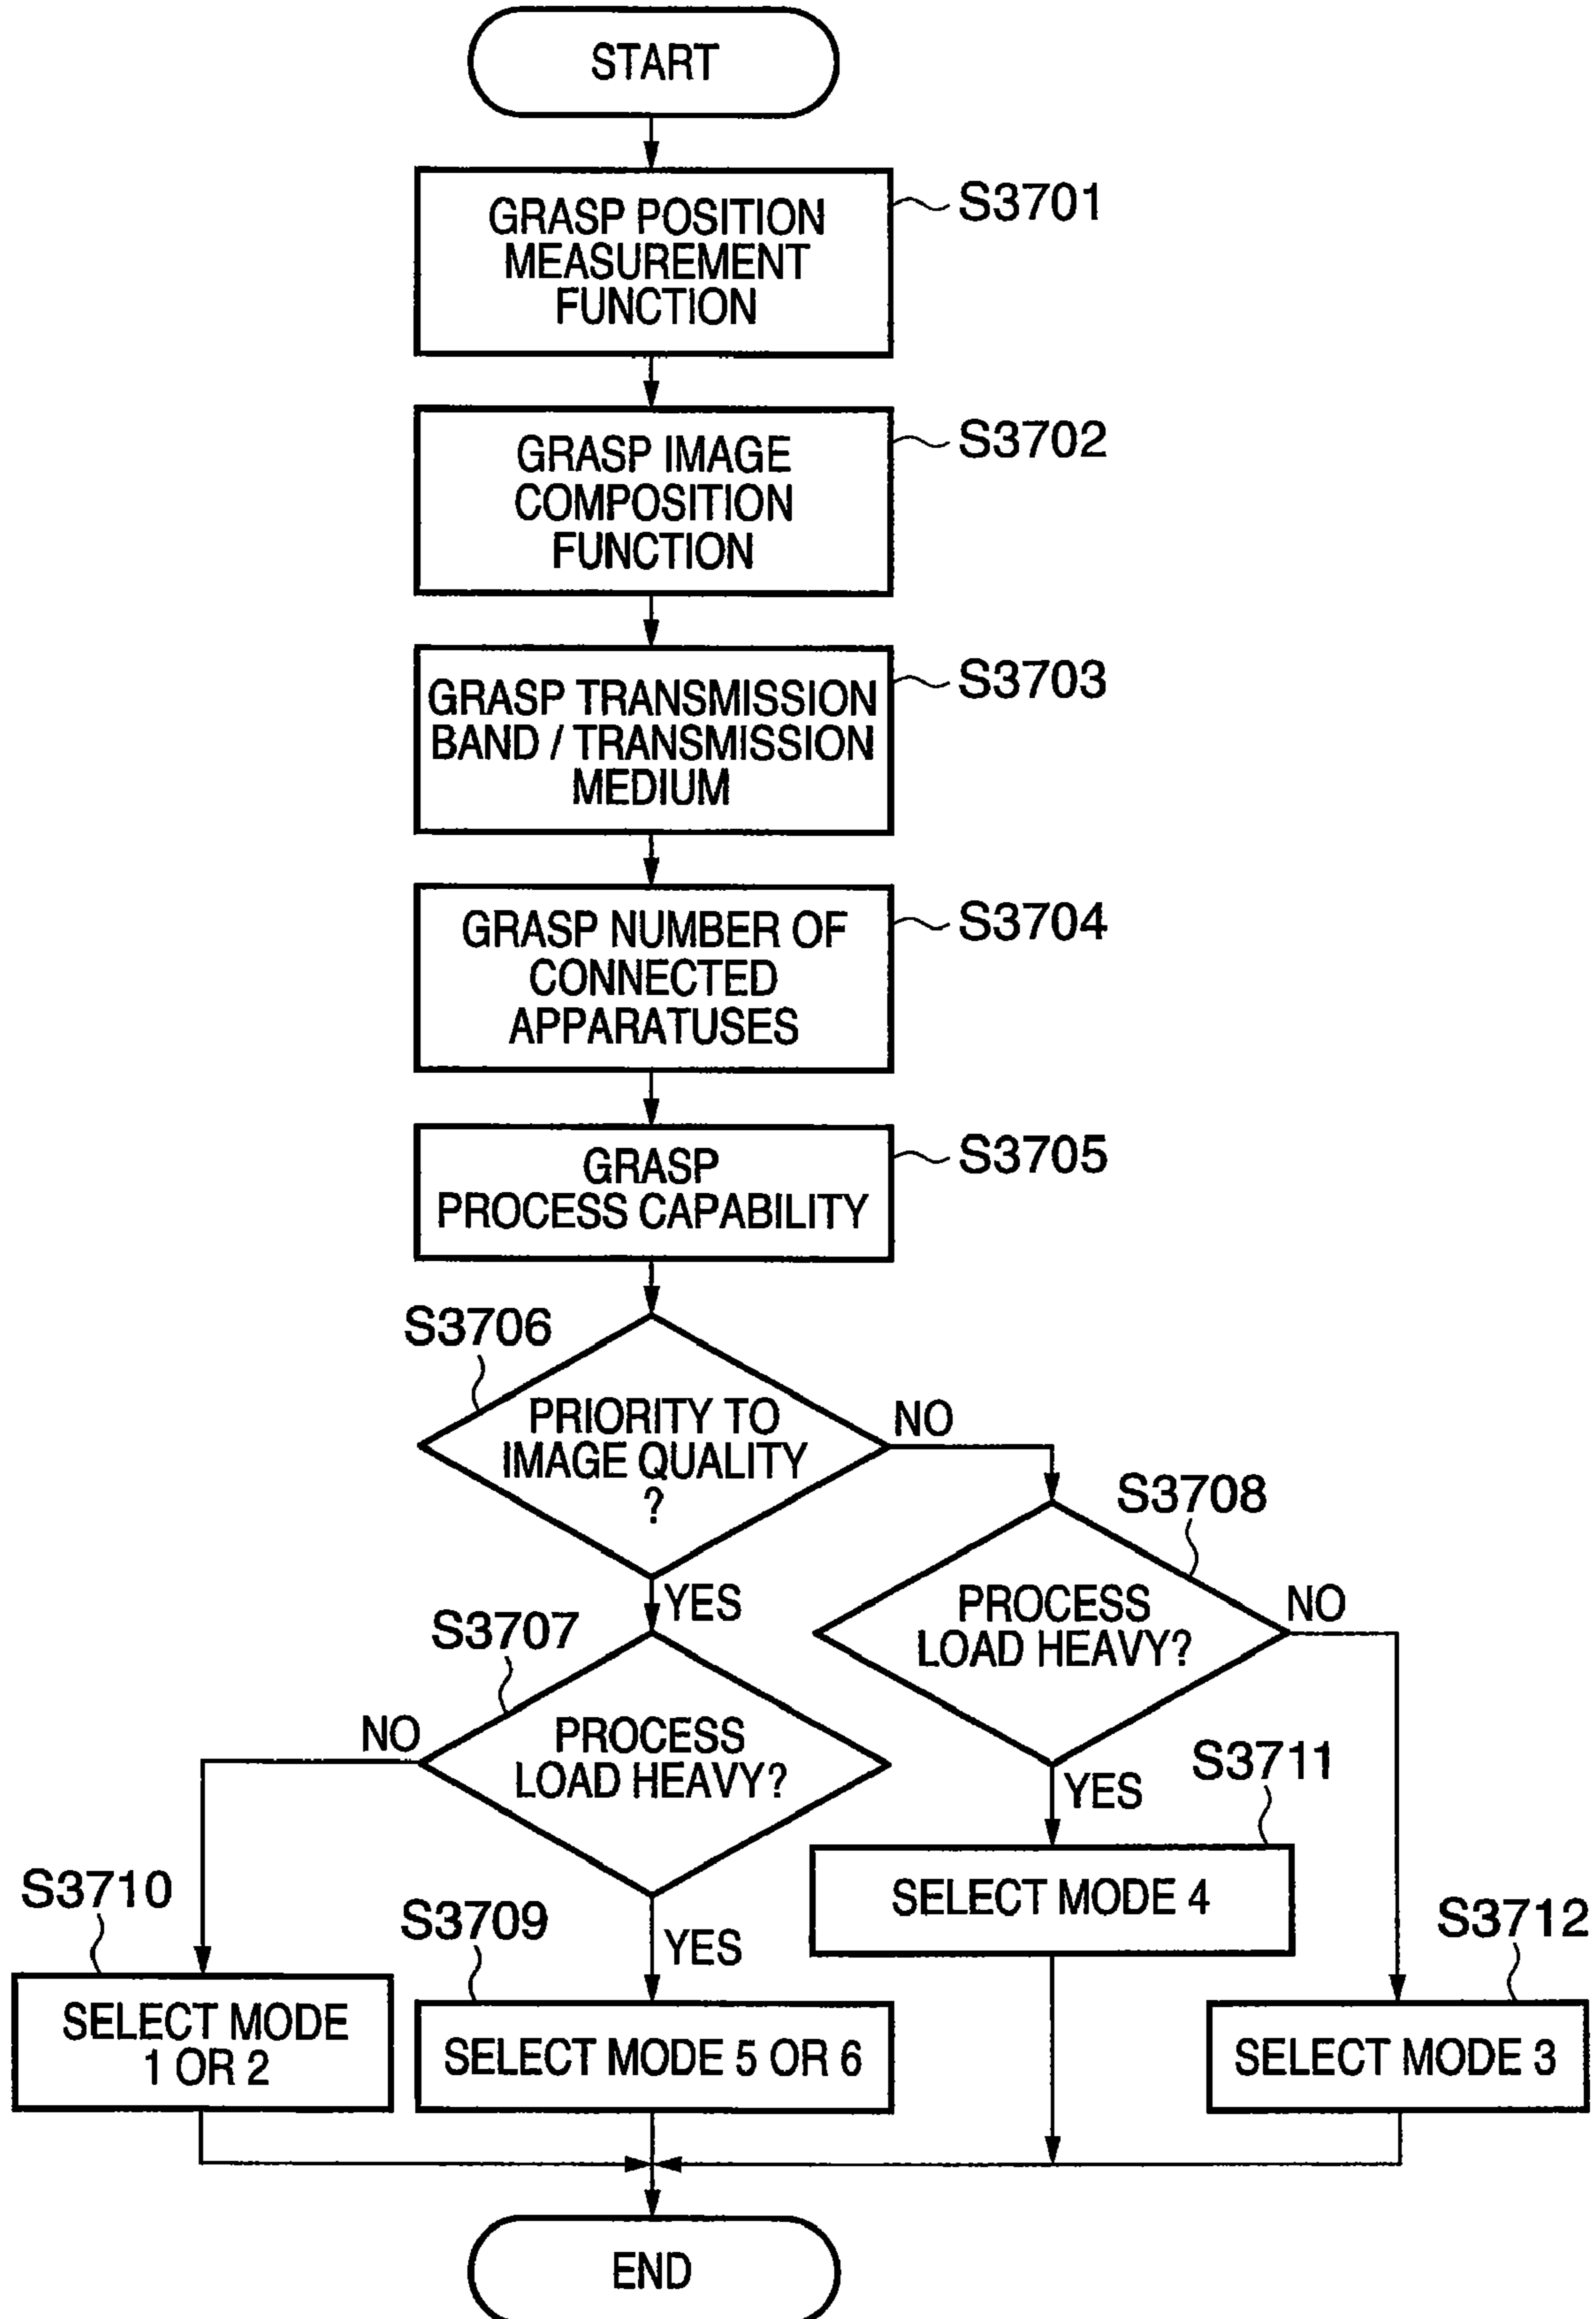 START
GRASP POSITION
MEASUREMENT
FUNCTION
S3701
GRASP IMAGE
COMPOSITION
FUNCTION
S3702
GRASP TRANSMISSION
BAND / TRANSMISSION
MEDIUM
S3703
GRASP NUMBER OF
CONNECTED
APPARATUSES
S3704
GRASP
PROCESS CAPABILITY
S3705
S3706
PRIORITY TO
IMAGE QUALITY
?
NO
YES
S3708
PROCESS
LOAD HEAVY?
NO
YES
S3707
PROCESS
LOAD HEAVY?
NO
YES
S3711
SELECT MODE 4
S3710
SELECT MODE
1 OR 2
S3709
SELECT MODE 5 OR 6
S3712
SELECT MODE 3
END